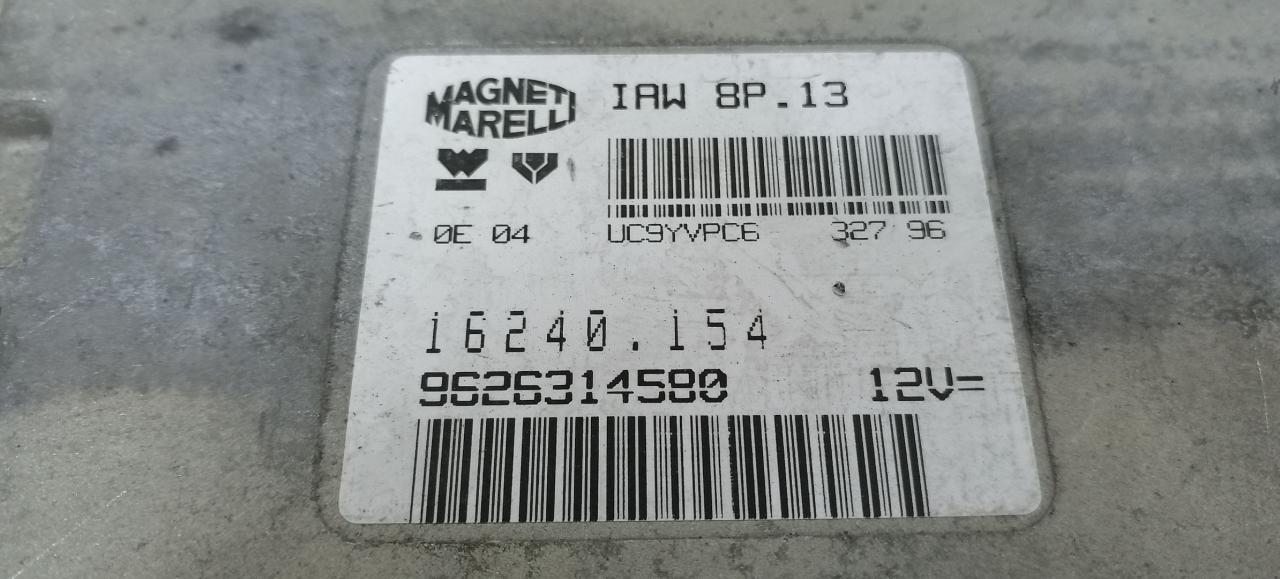 MAGNETI MARELLI
IAW 8P.13
0E 04 UC9YVPC6 327 96
16240.154
9626314580 12V=